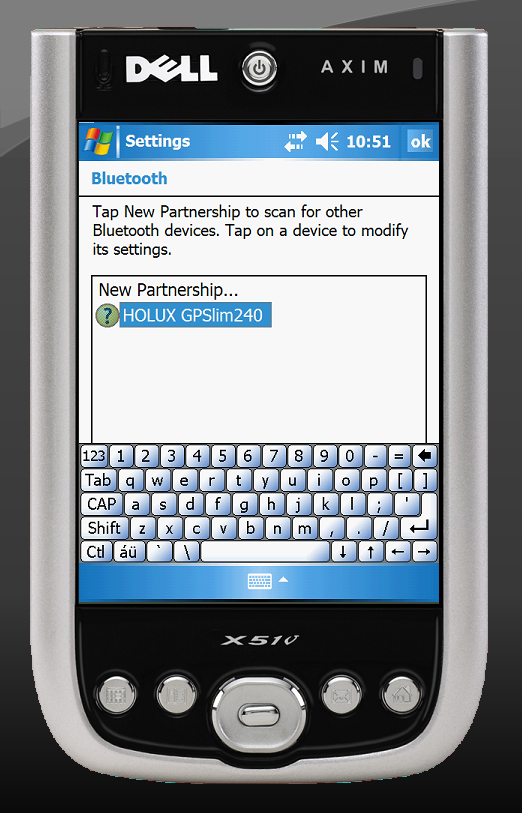 DELL
AXIM
Settings
10:51
ok
Bluetooth
Tap New Partnership to scan for other
Bluetooth devices. Tap on a device to modify
its settings.
New Partnership...
? HOLUX GPSlim240
123 1 2 3 4 5 6 7 8 9 0 - =
Tab q w e r t y u i o p [ ]
CAP a s d f g h j k l ; '
Shift z x c v b n m , . /
Ctl áü ` \ ↓ ↑ ← →
X51v